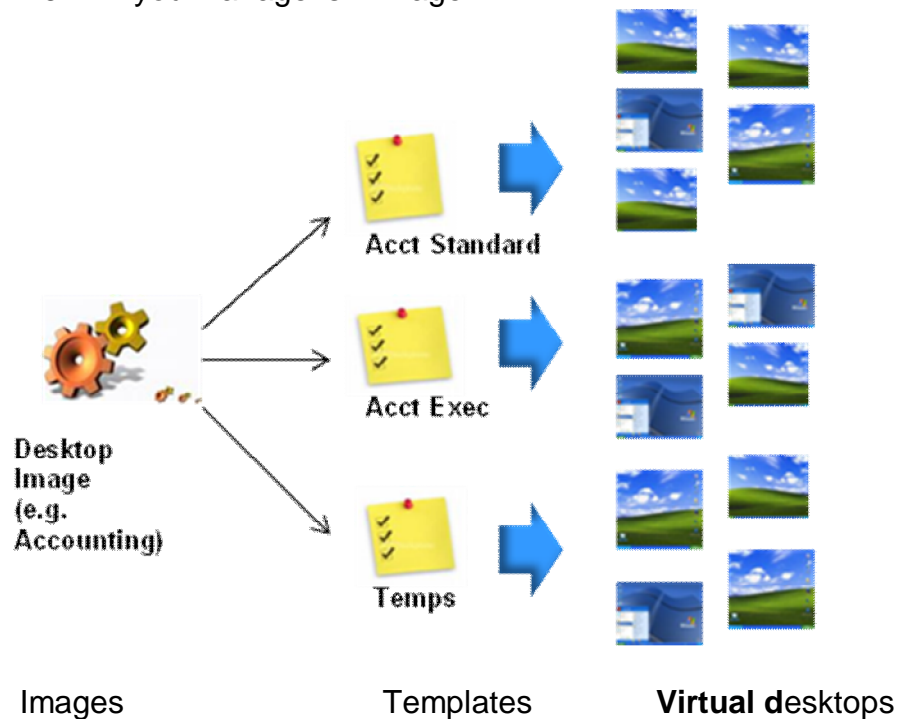 Acct Standard
Acct Exec
Desktop
Image
(e.g.
Accounting)
Temps
Images Templates Virtual desktops